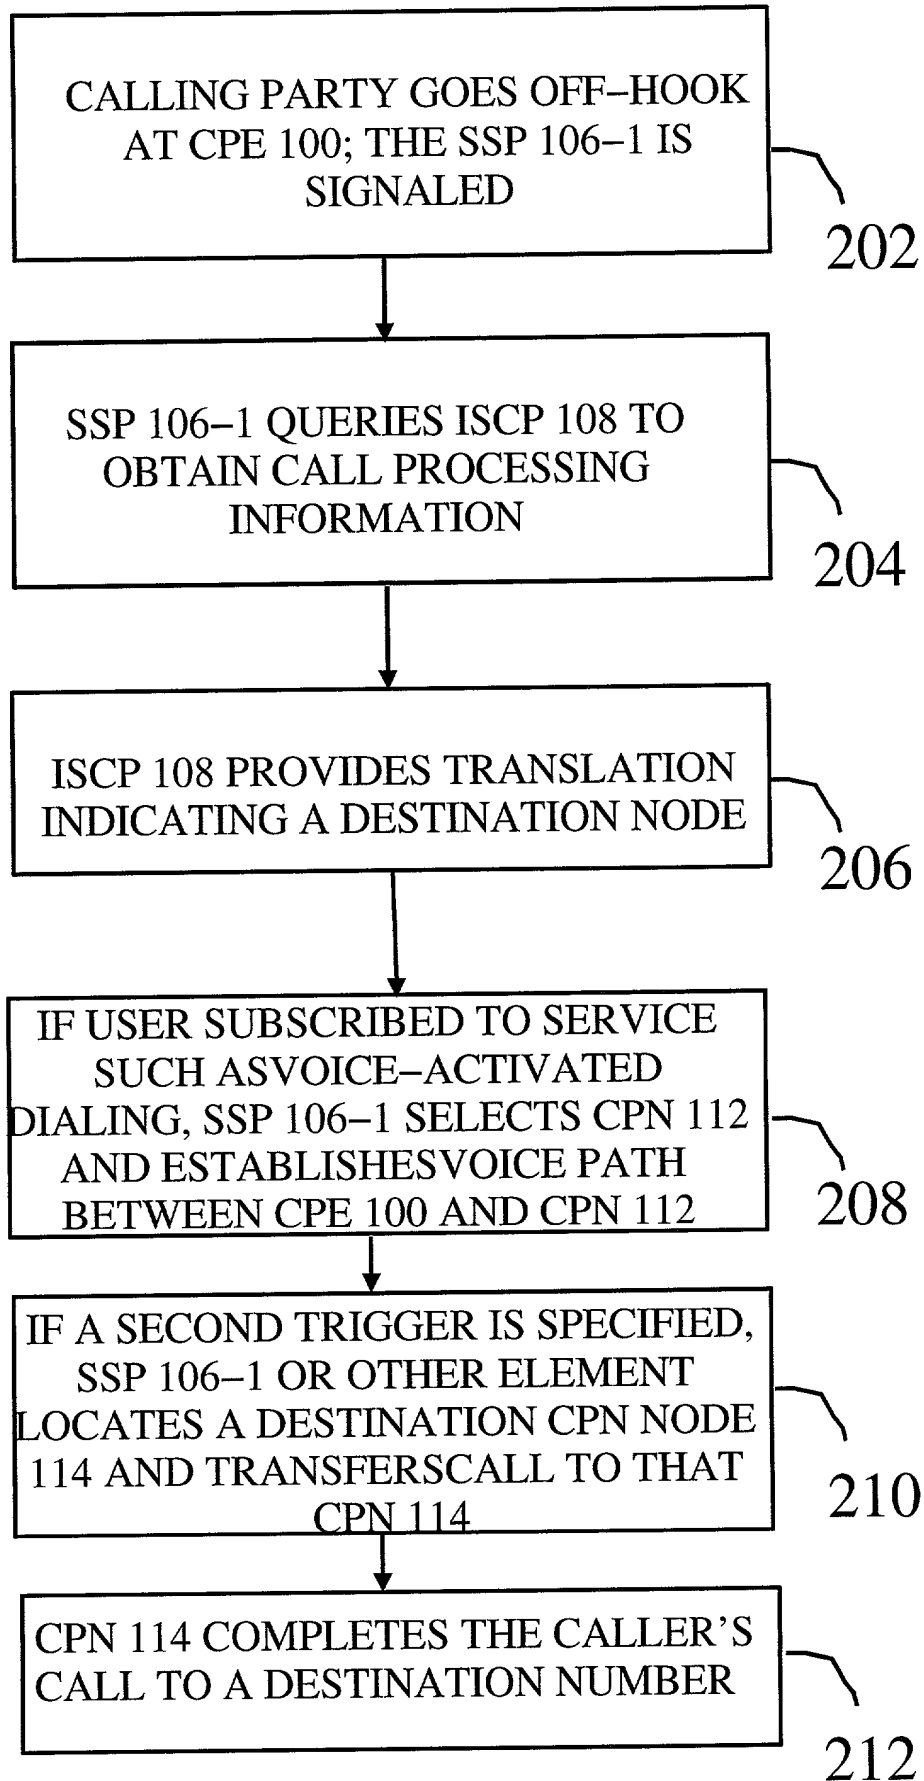 CALLING PARTY GOES OFF–HOOK
AT CPE 100; THE SSP 106–1 IS
SIGNALED
202
SSP 106–1 QUERIES ISCP 108 TO
OBTAIN CALL PROCESSING
INFORMATION
204
ISCP 108 PROVIDES TRANSLATION
INDICATING A DESTINATION NODE
206
IF USER SUBSCRIBED TO SERVICE
SUCH ASVOICE–ACTIVATED
DIALING, SSP 106–1 SELECTS CPN 112
AND ESTABLISHESVOICE PATH
BETWEEN CPE 100 AND CPN 112
208
IF A SECOND TRIGGER IS SPECIFIED,
SSP 106–1 OR OTHER ELEMENT
LOCATES A DESTINATION CPN NODE
114 AND TRANSFERSCALL TO THAT
CPN 114
210
CPN 114 COMPLETES THE CALLER'S
CALL TO A DESTINATION NUMBER
212